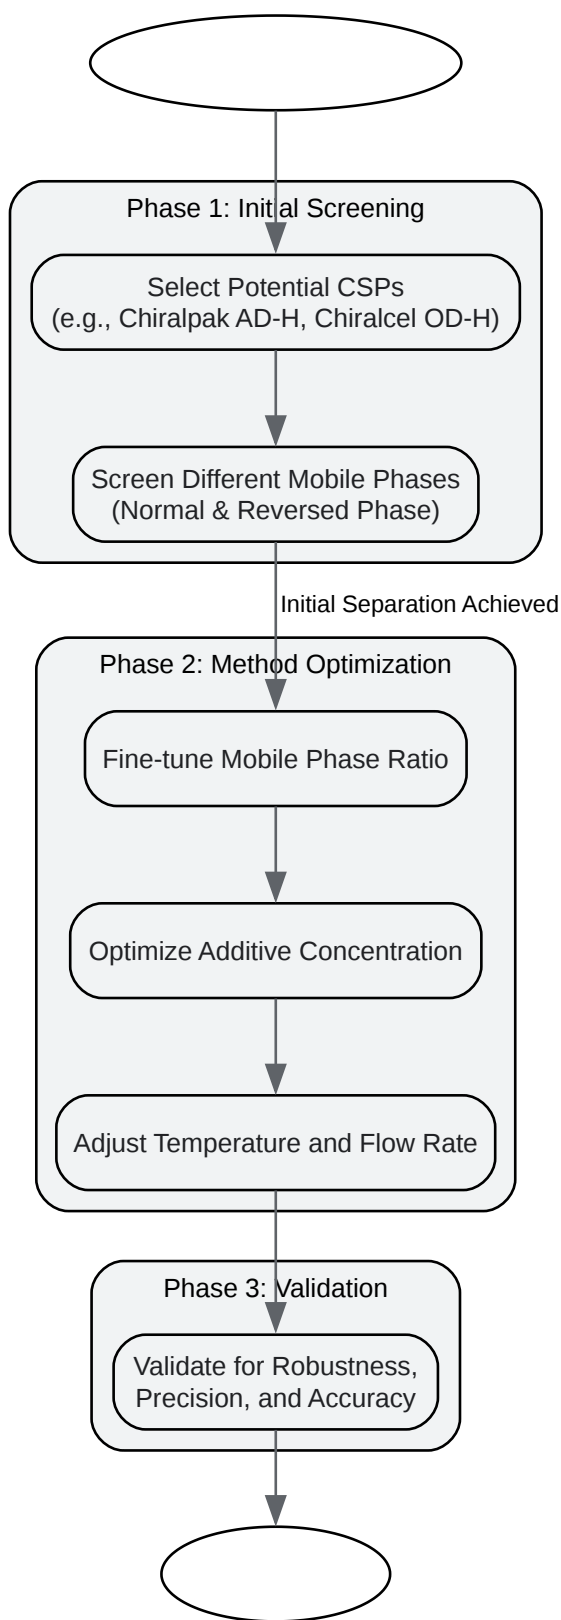 Phase 1: Initial Screening
Select Potential CSPs
(e.g., Chiralpak AD-H, Chiralcel OD-H)
Screen Different Mobile Phases
(Normal & Reversed Phase)
Initial Separation Achieved
Phase 2: Method Optimization
Fine-tune Mobile Phase Ratio
Optimize Additive Concentration
Adjust Temperature and Flow Rate
Phase 3: Validation
Validate for Robustness,
Precision, and Accuracy